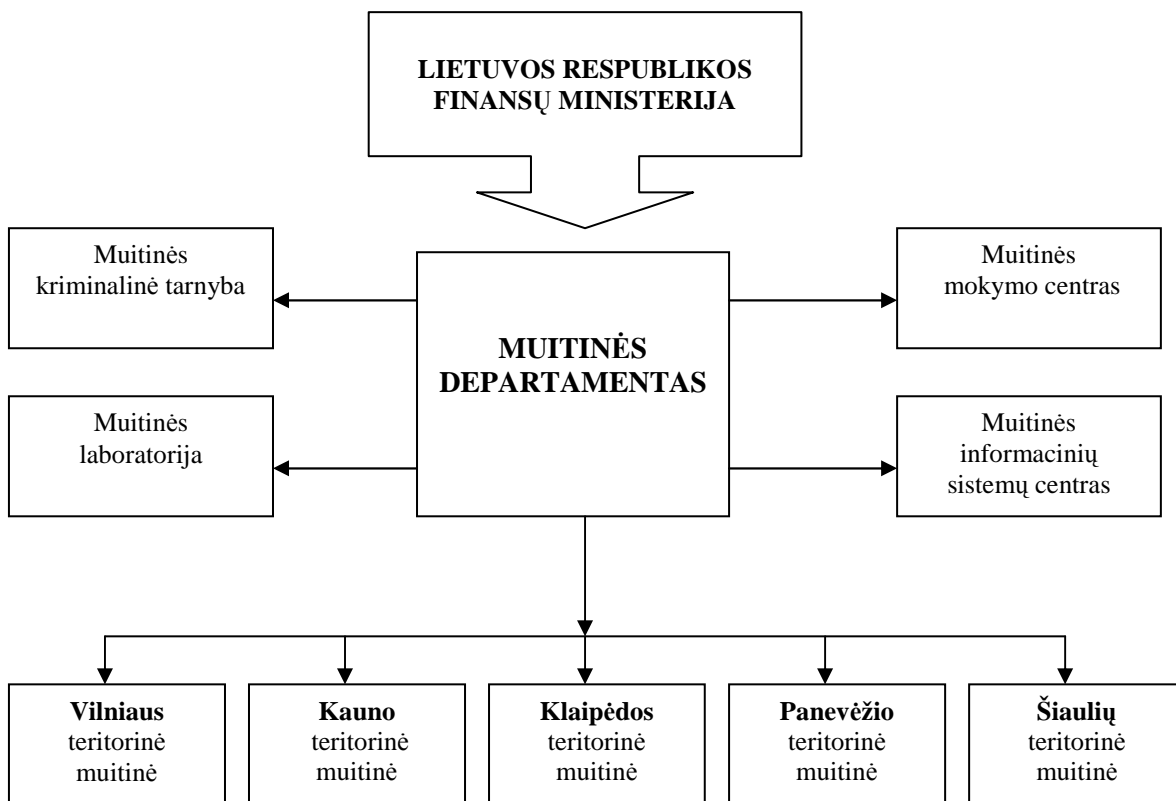 LIETUVOS RESPUBLIKOS
FINANSŲ MINISTERIJA
Muitinės
kriminalinė tarnyba
Muitinės
mokymo centras
MUITINĖS
DEPARTAMENTAS
Muitinės
laboratorija
Muitinės
informacinių
sistemų centras
Vilniaus
teritorinė
muitinė
Kauno
teritorinė
muitinė
Klaipėdos
teritorinė
muitinė
Panevėžio
teritorinė
muitinė
Šiaulių
teritorinė
muitinė